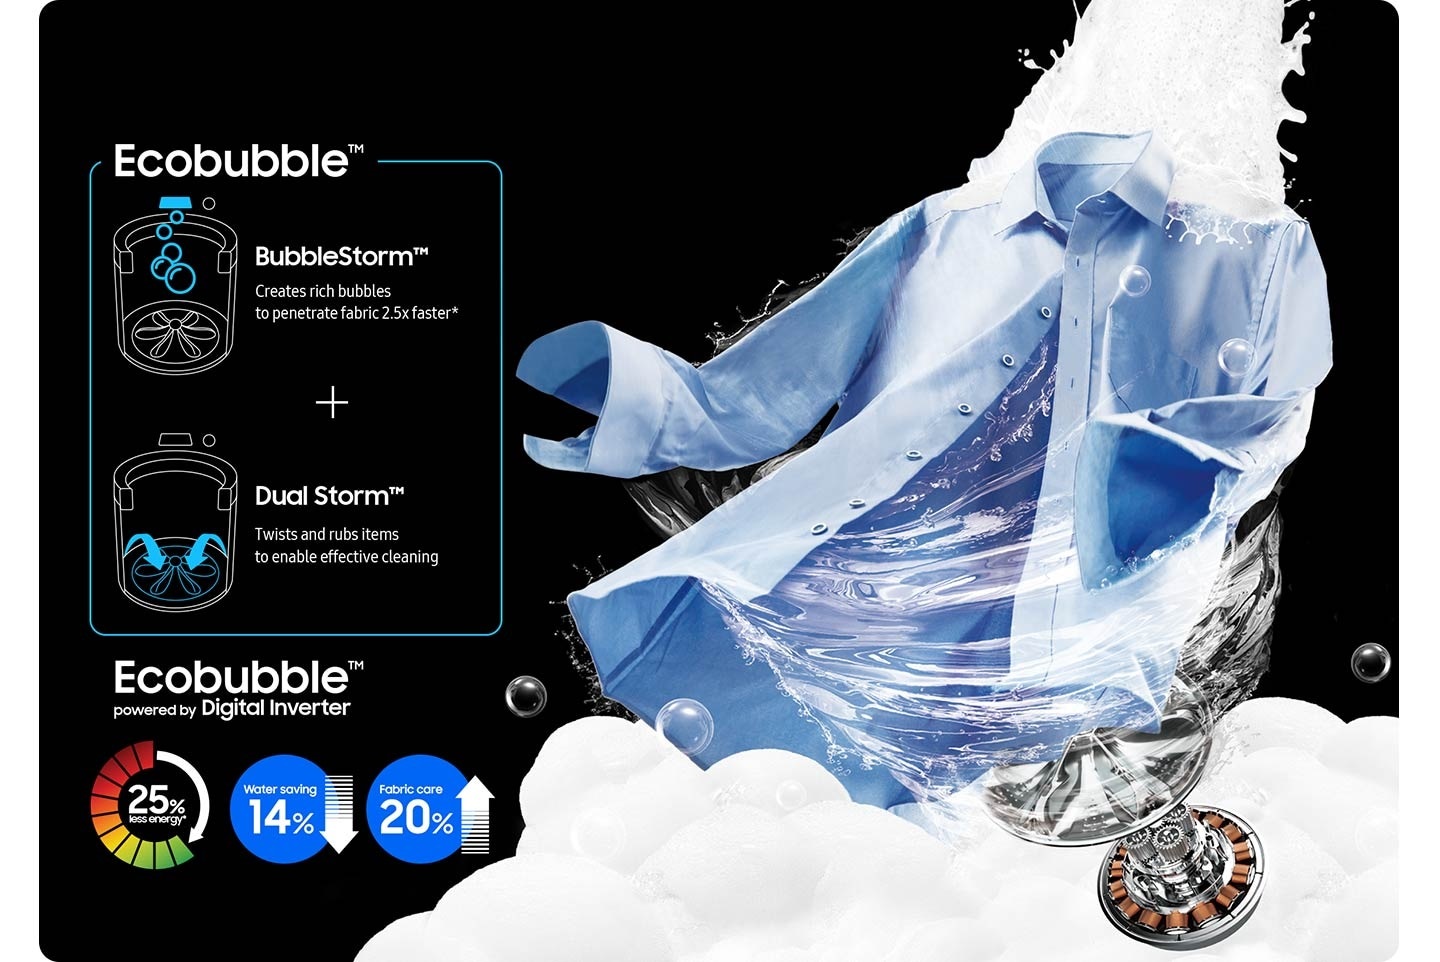 Ecobubble™
BubbleStorm™
Creates rich bubbles
to penetrate fabric 2.5x faster*
+
Dual Storm™
Twists and rubs items
to enable effective cleaning
Ecobubble™
powered by Digital Inverter
25%
less energy*
Water saving
14%
Fabric care
20%